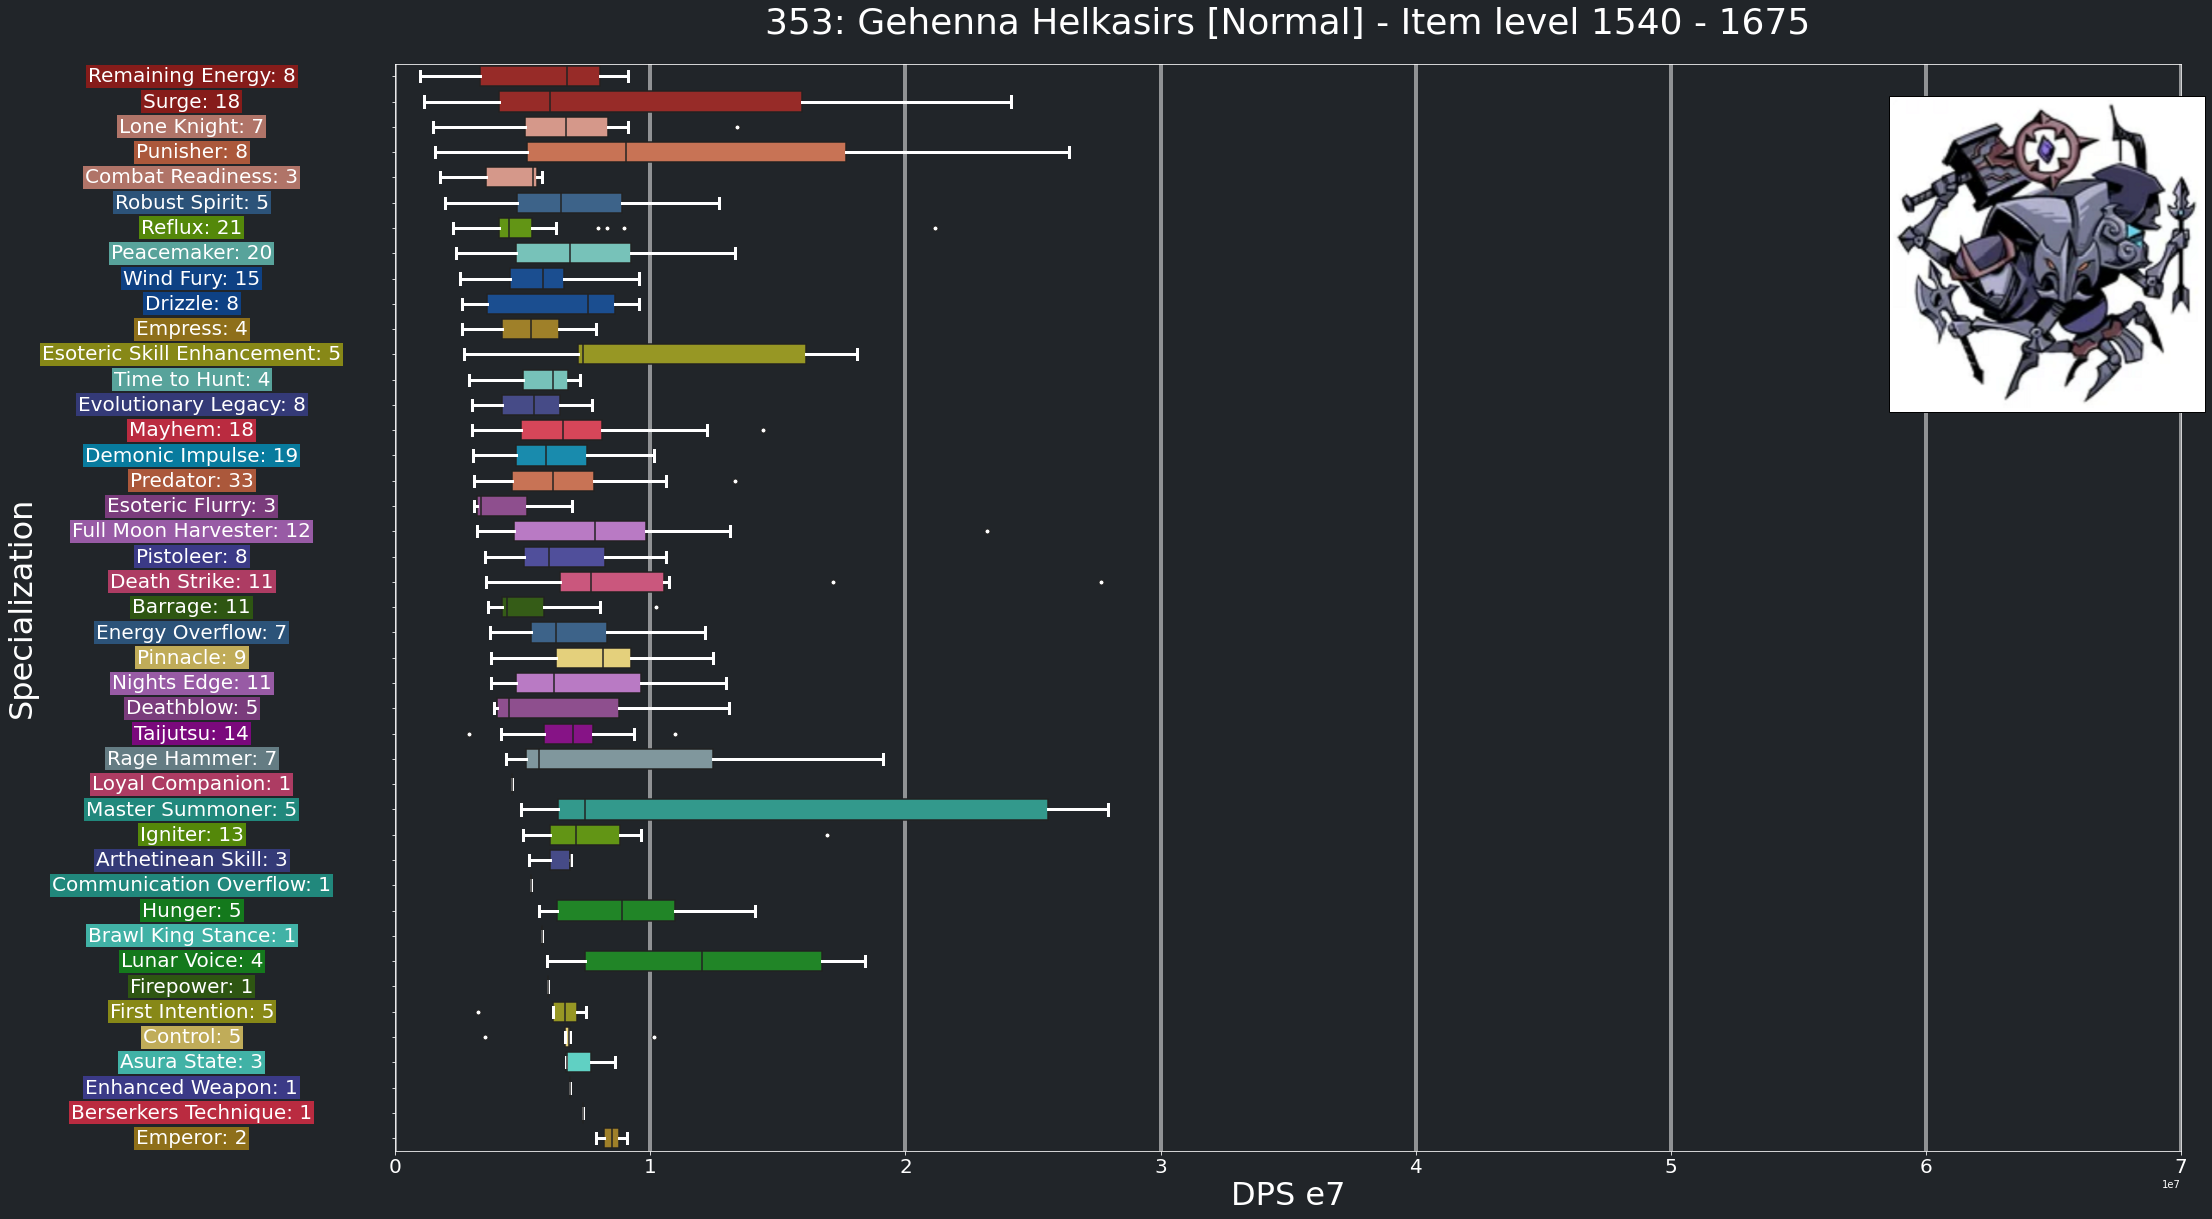 353: Gehenna Helkasirs [Normal] - Item level 1540 - 1675
Specialization
Remaining Energy: 8
Surge: 18
Lone Knight: 7
Punisher: 8
Combat Readiness: 3
Robust Spirit: 5
Reflux: 21
Peacemaker: 20
Wind Fury: 15
Drizzle: 8
Empress: 4
Esoteric Skill Enhancement: 5
Time to Hunt: 4
Evolutionary Legacy: 8
Mayhem: 18
Demonic Impulse: 19
Predator: 33
Esoteric Flurry: 3
Full Moon Harvester: 12
Pistoleer: 8
Death Strike: 11
Barrage: 11
Energy Overflow: 7
Pinnacle: 9
Nights Edge: 11
Deathblow: 5
Taijutsu: 14
Rage Hammer: 7
Loyal Companion: 1
Master Summoner: 5
Igniter: 13
Arthetinean Skill: 3
Communication Overflow: 1
Hunger: 5
Brawl King Stance: 1
Lunar Voice: 4
Firepower: 1
First Intention: 5
Control: 5
Asura State: 3
Enhanced Weapon: 1
Berserkers Technique: 1
Emperor: 2
0 1 2 3 4 5 6 7
1e7
DPS e7